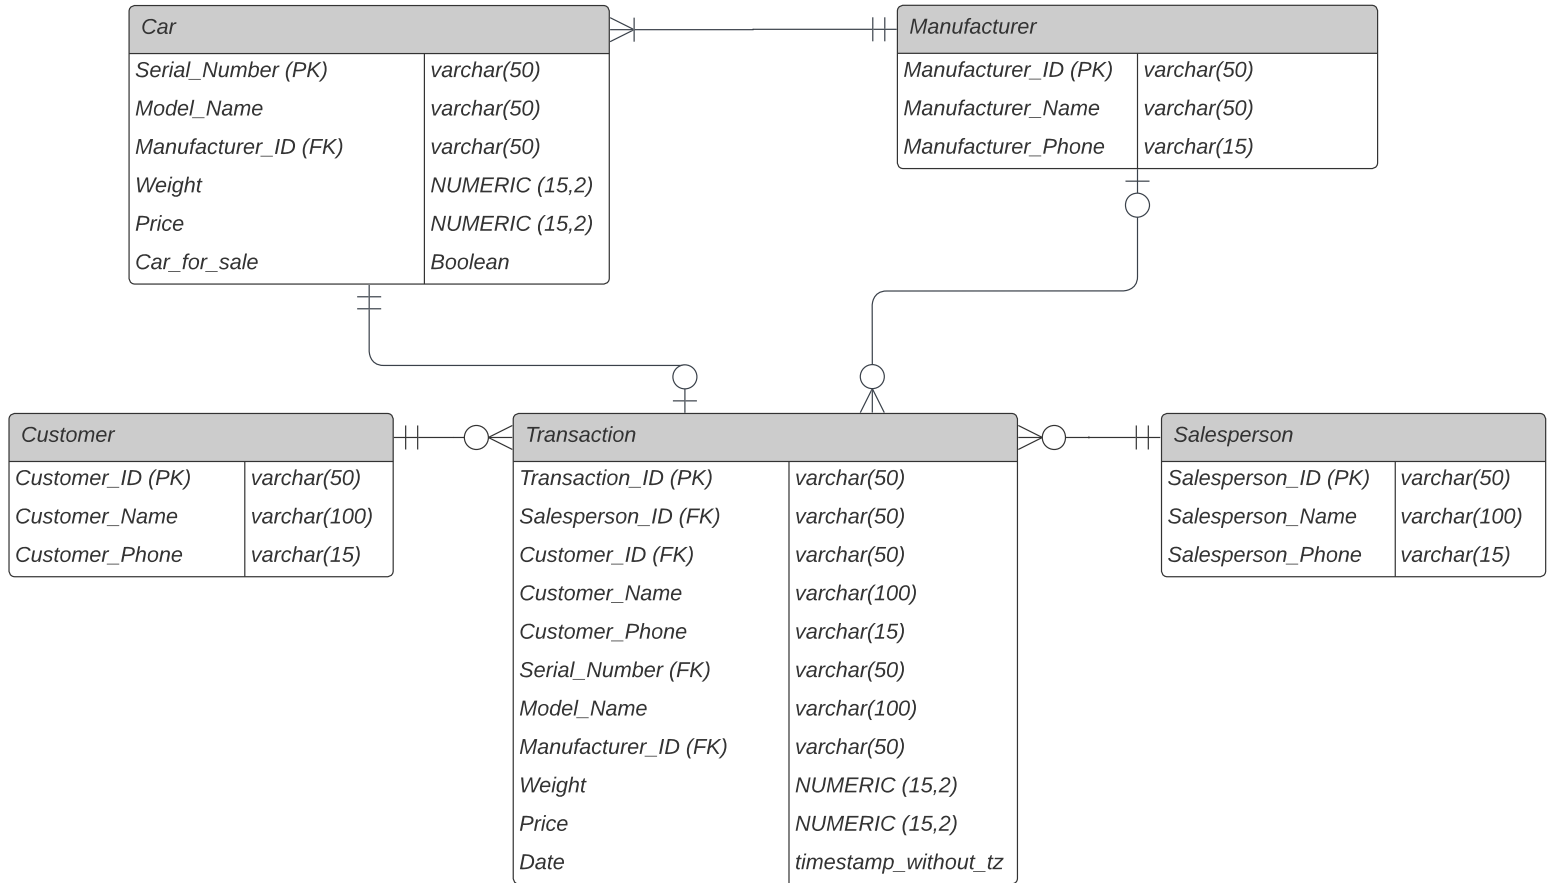 Car
Serial_Number (PK) varchar(50)
Model_Name varchar(50)
Manufacturer_ID (FK) varchar(50)
Weight NUMERIC (15,2)
Price NUMERIC (15,2)
Car_for_sale Boolean
Manufacturer
Manufacturer_ID (PK) varchar(50)
Manufacturer_Name varchar(50)
Manufacturer_Phone varchar(15)
Customer
Customer_ID (PK) varchar(50)
Customer_Name varchar(100)
Customer_Phone varchar(15)
Transaction
Transaction_ID (PK) varchar(50)
Salesperson_ID (FK) varchar(50)
Customer_ID (FK) varchar(50)
Customer_Name varchar(100)
Customer_Phone varchar(15)
Serial_Number (FK) varchar(50)
Model_Name varchar(100)
Manufacturer_ID (FK) varchar(50)
Weight NUMERIC (15,2)
Price NUMERIC (15,2)
Date timestamp_without_tz
Salesperson
Salesperson_ID (PK) varchar(50)
Salesperson_Name varchar(100)
Salesperson_Phone varchar(15)